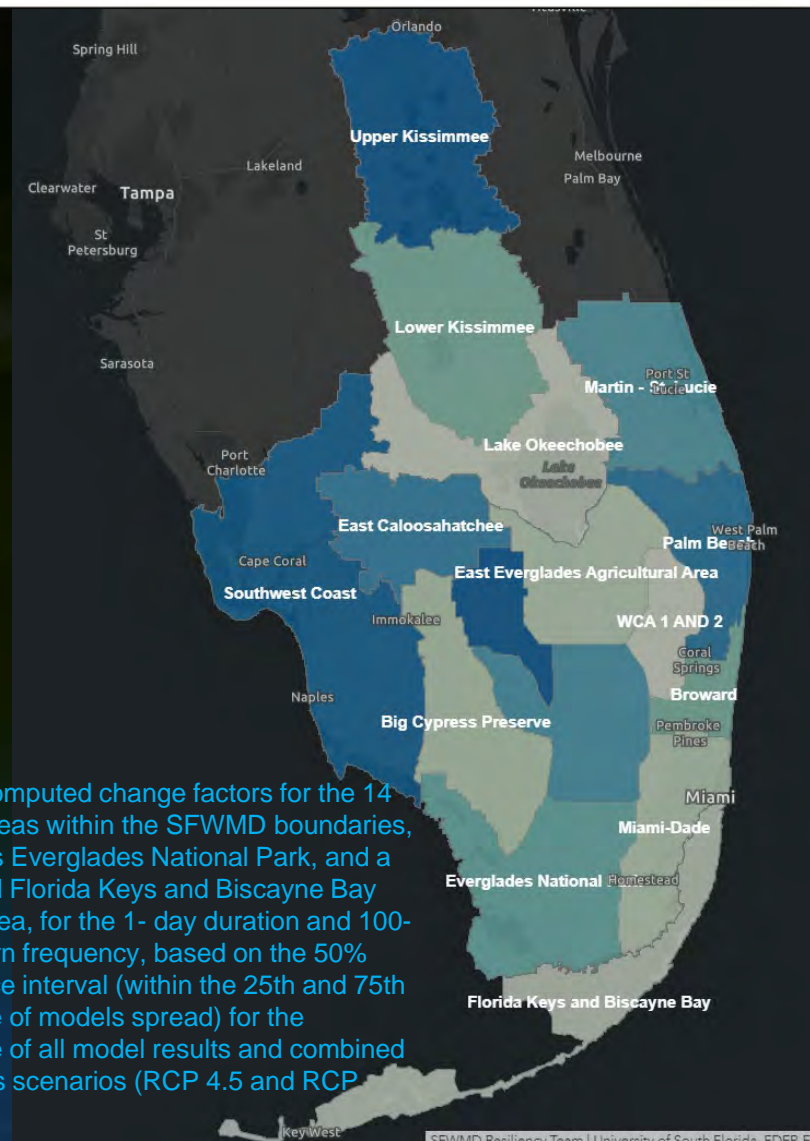 Orlando
Spring Hill
Upper Kissimmee
Lakeland
Melbourne
Palm Bay
Clearwater
Tampa
St
Petersburg
Lower Kissimmee
Sarasota
Port St
Lucie
Martin - St. Lucie
Port
Charlotte
Lake Okeechobee
Lake
Okeechobee
East Caloosahatchee
West Palm
Beach
Palm Beach
Cape Coral
East Everglades Agricultural Area
Southwest Coast
Immokalee
WCA 1 AND 2
Coral
Springs
Naples
Broward
Big Cypress Preserve
Pembroke
Pines
omputed change factors for the 14
eas within the SFWMD boundaries,
s Everglades National Park, and a
d Florida Keys and Biscayne Bay
ea, for the 1- day duration and 100-
rn frequency, based on the 50%
ce interval (within the 25th and 75th
e of models spread) for the
e of all model results and combined
s scenarios (RCP 4.5 and RCP
Miami
Miami-Dade
Everglades National
Homestead
Florida Keys and Biscayne Bay
Key West
SFWMD Resiliency Team | University of South Florida, FDEP,